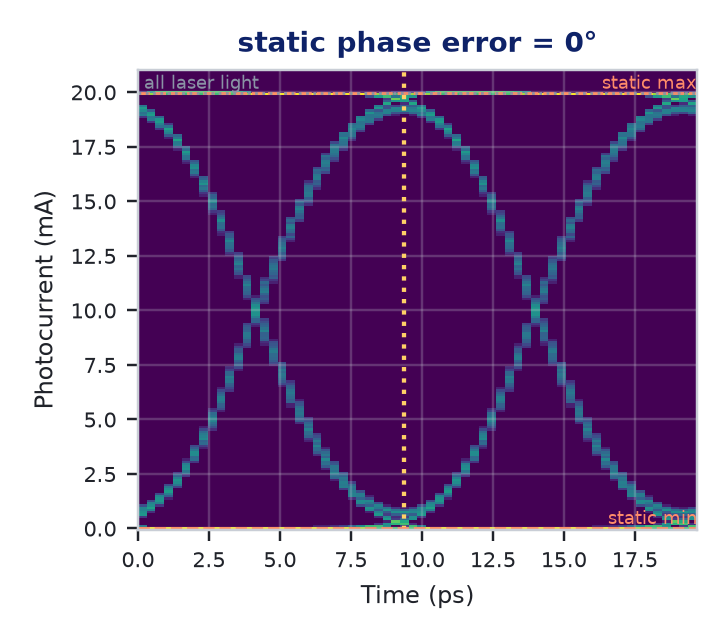 static phase error = 0°
all laser light
static max
20.0
17.5
15.0
12.5
10.0
7.5
5.0
2.5
0.0
Photocurrent (mA)
static min
0.0
2.5
5.0
7.5
10.0
12.5
15.0
17.5
Time (ps)